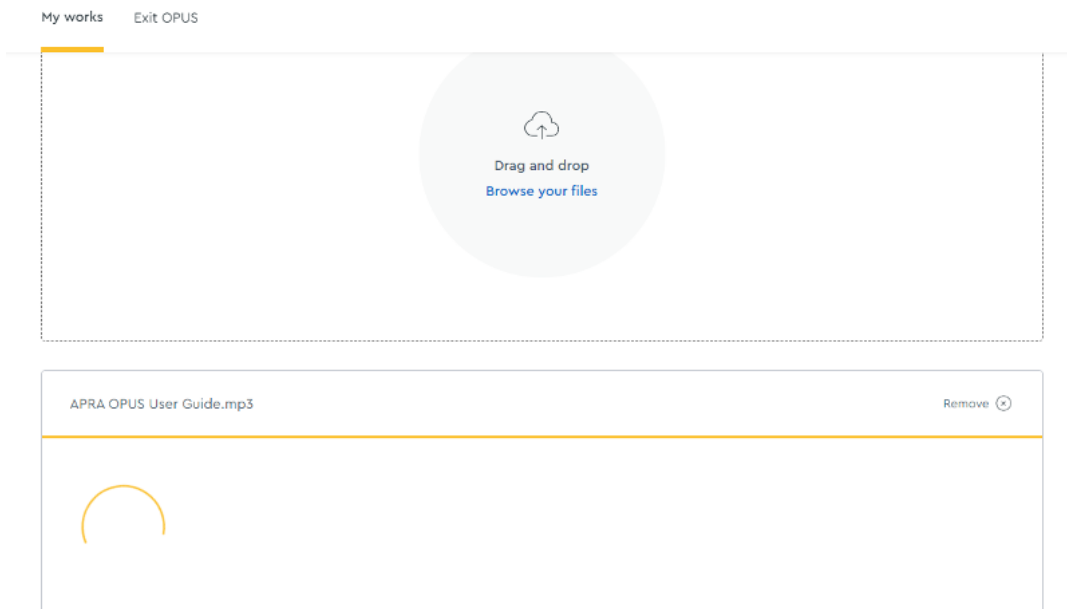 My works Exit OPUS
Drag and drop
Browse your files
APRA OPUS User Guide.mp3 Remove